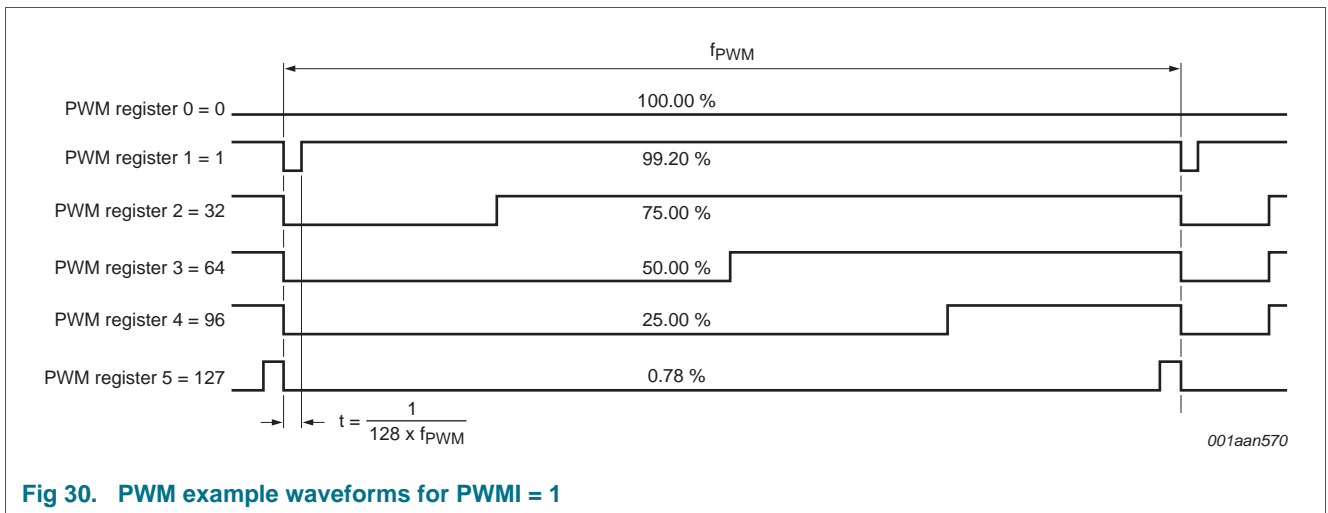 fPWM
PWM register 0 = 0
100.00 %
PWM register 1 = 1
99.20 %
PWM register 2 = 32
75.00 %
PWM register 3 = 64
50.00 %
PWM register 4 = 96
25.00 %
PWM register 5 = 127
0.78 %
t = 1
128 x fPWM
001aan570
Fig 30. PWM example waveforms for PWMI = 1